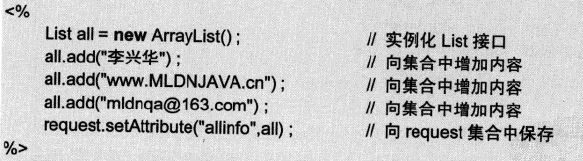 <%
List all = new ArrayList() ; // 实例化 List 接口
all.add("李兴华") ; // 向集合中增加内容
all.add("www.MLDNJAVA.cn") ; // 向集合中增加内容
all.add("mldnqa@163.com") ; // 向集合中增加内容
request.setAttribute("allinfo",all) ; // 向 request 集合中保存
%>